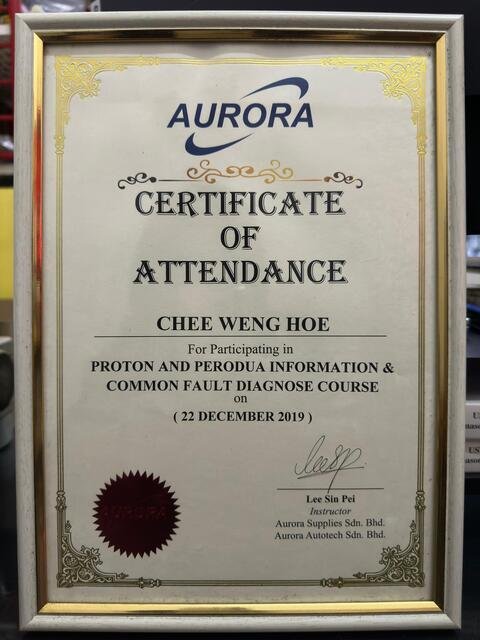 AURORA
CERTIFICATE
OF
ATTENDANCE
CHEE WENG HOE
For Participating in
PROTON AND PERODUA INFORMATION &
COMMON FAULT DIAGNOSE COURSE
on
( 22 DECEMBER 2019 )
Lee Sin Pei
Instructor
Aurora Supplies Sdn. Bhd.
Aurora Autotech Sdn. Bhd.
AURORA